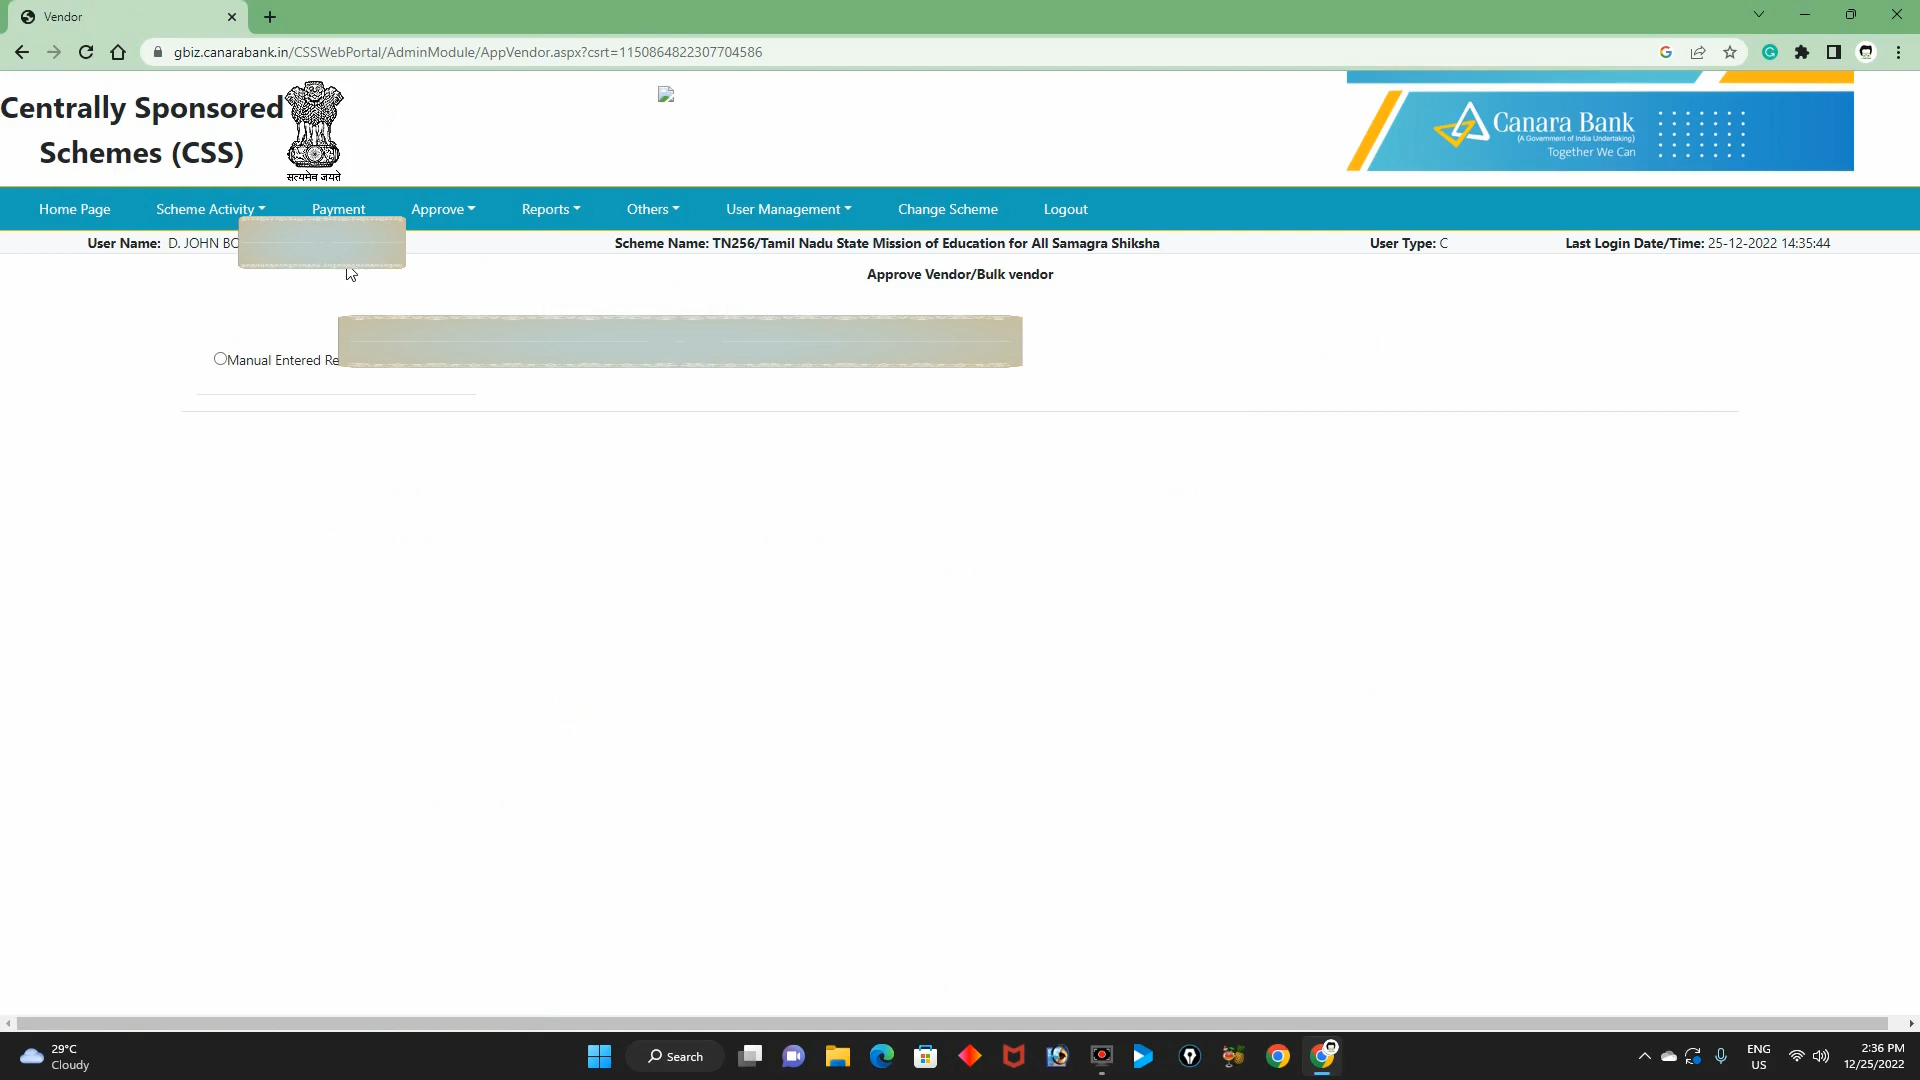 Vendor
gbiz.canarabank.in/CSSWebPortal/AdminModule/AppVendor.aspx?csrt=1150864822307704586
Centrally Sponsored
Schemes (CSS)
सत्यमेव जयते
Canara Bank
(A Government of India Undertaking)
Together We Can
Home Page Scheme Activity Payment Approve Reports Others User Management Change Scheme Logout
User Name: D. JOHN Scheme Name: TN256/Tamil Nadu State Mission of Education for All Samagra Shiksha User Type: C Last Login Date/Time: 25-12-2022 14:35:44
Approve Vendor/Bulk vendor
Manual Entered
29°C
Cloudy
Search
ENG
US
2:36 PM
12/25/2022